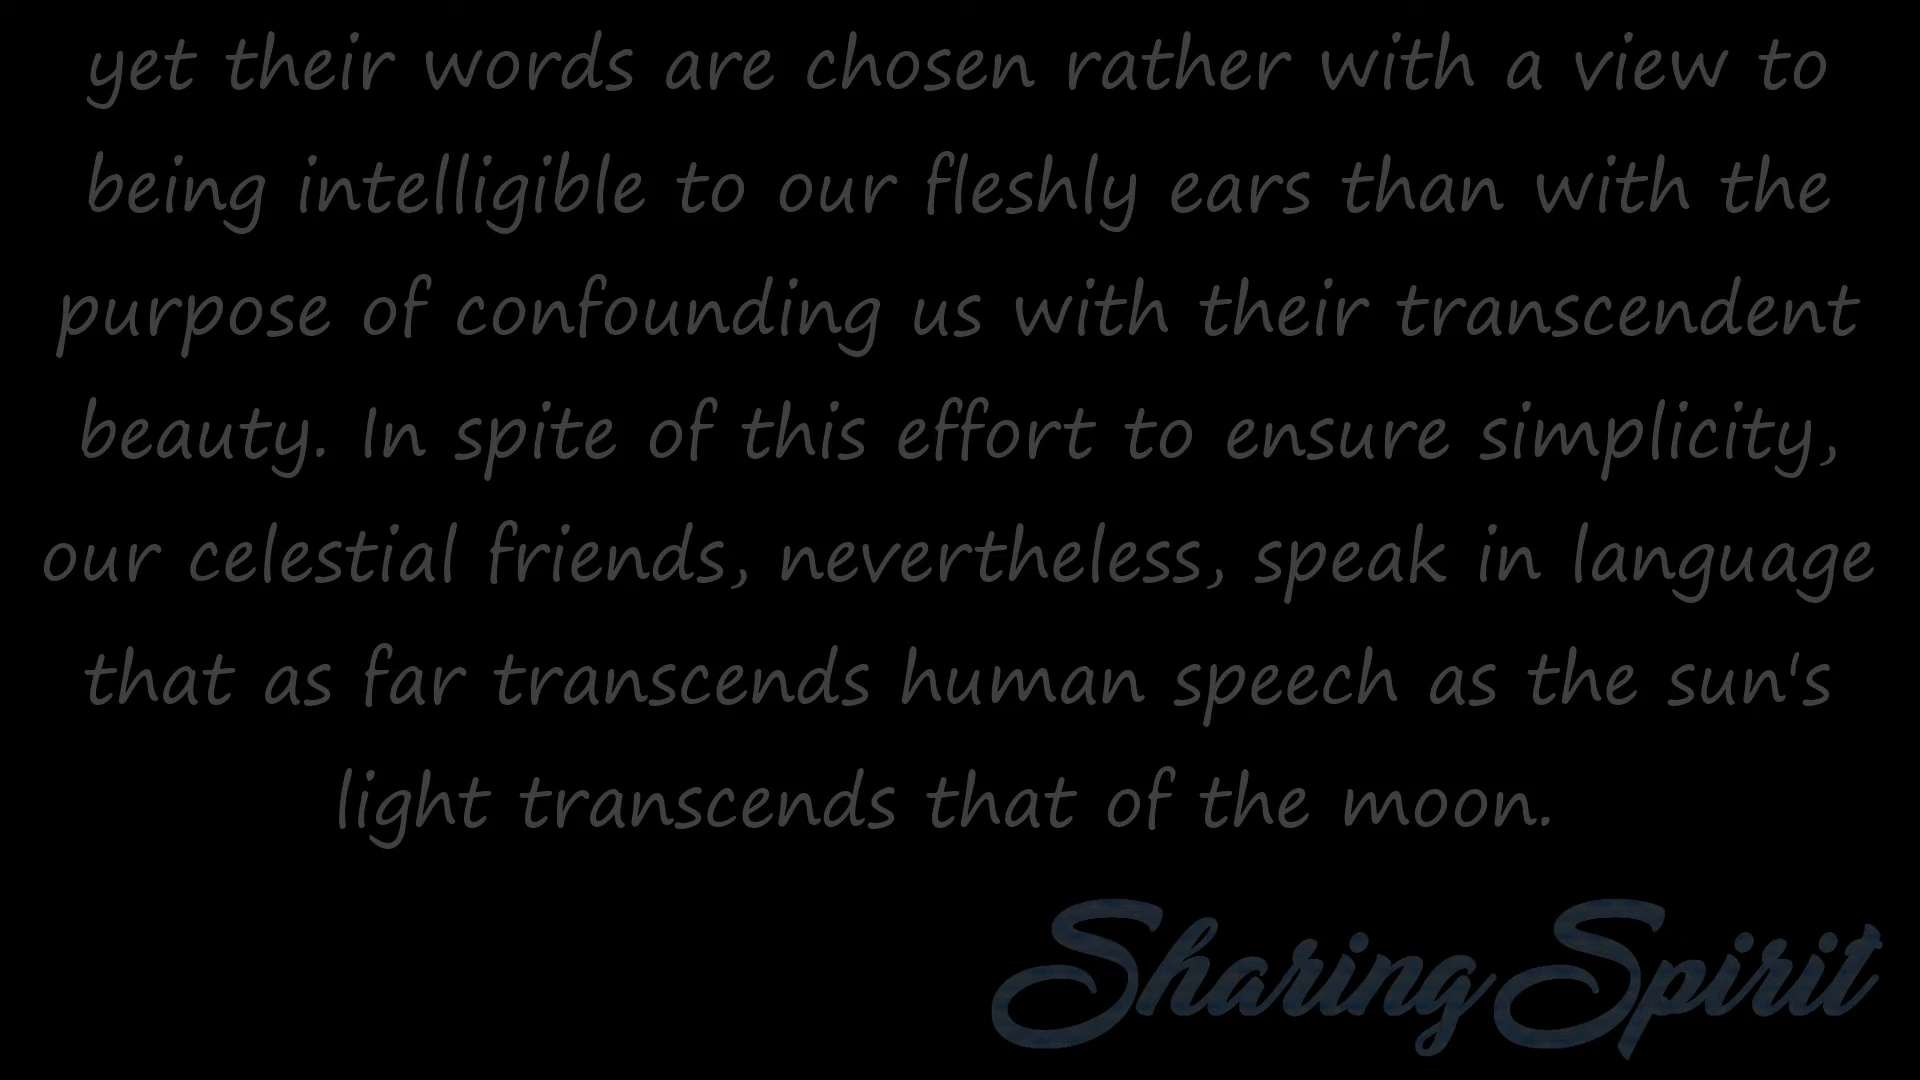 yet their words are chosen rather with a view to
being intelligible to our fleshly ears than with the
purpose of confounding us with their transcendent
beauty. In spite of this effort to ensure simplicity,
our celestial friends, nevertheless, speak in language
that as far transcends human speech as the sun's
light transcends that of the moon.
Sharing Spirit